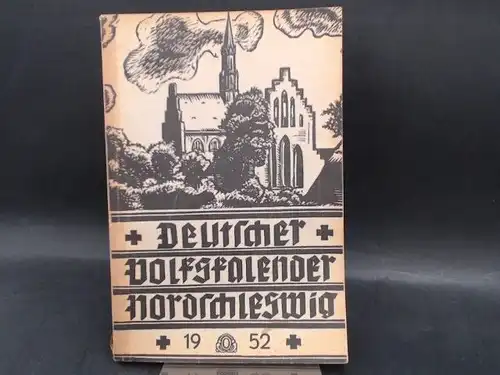 Deutscher
Volkskalender
Nordschleswig
19 52